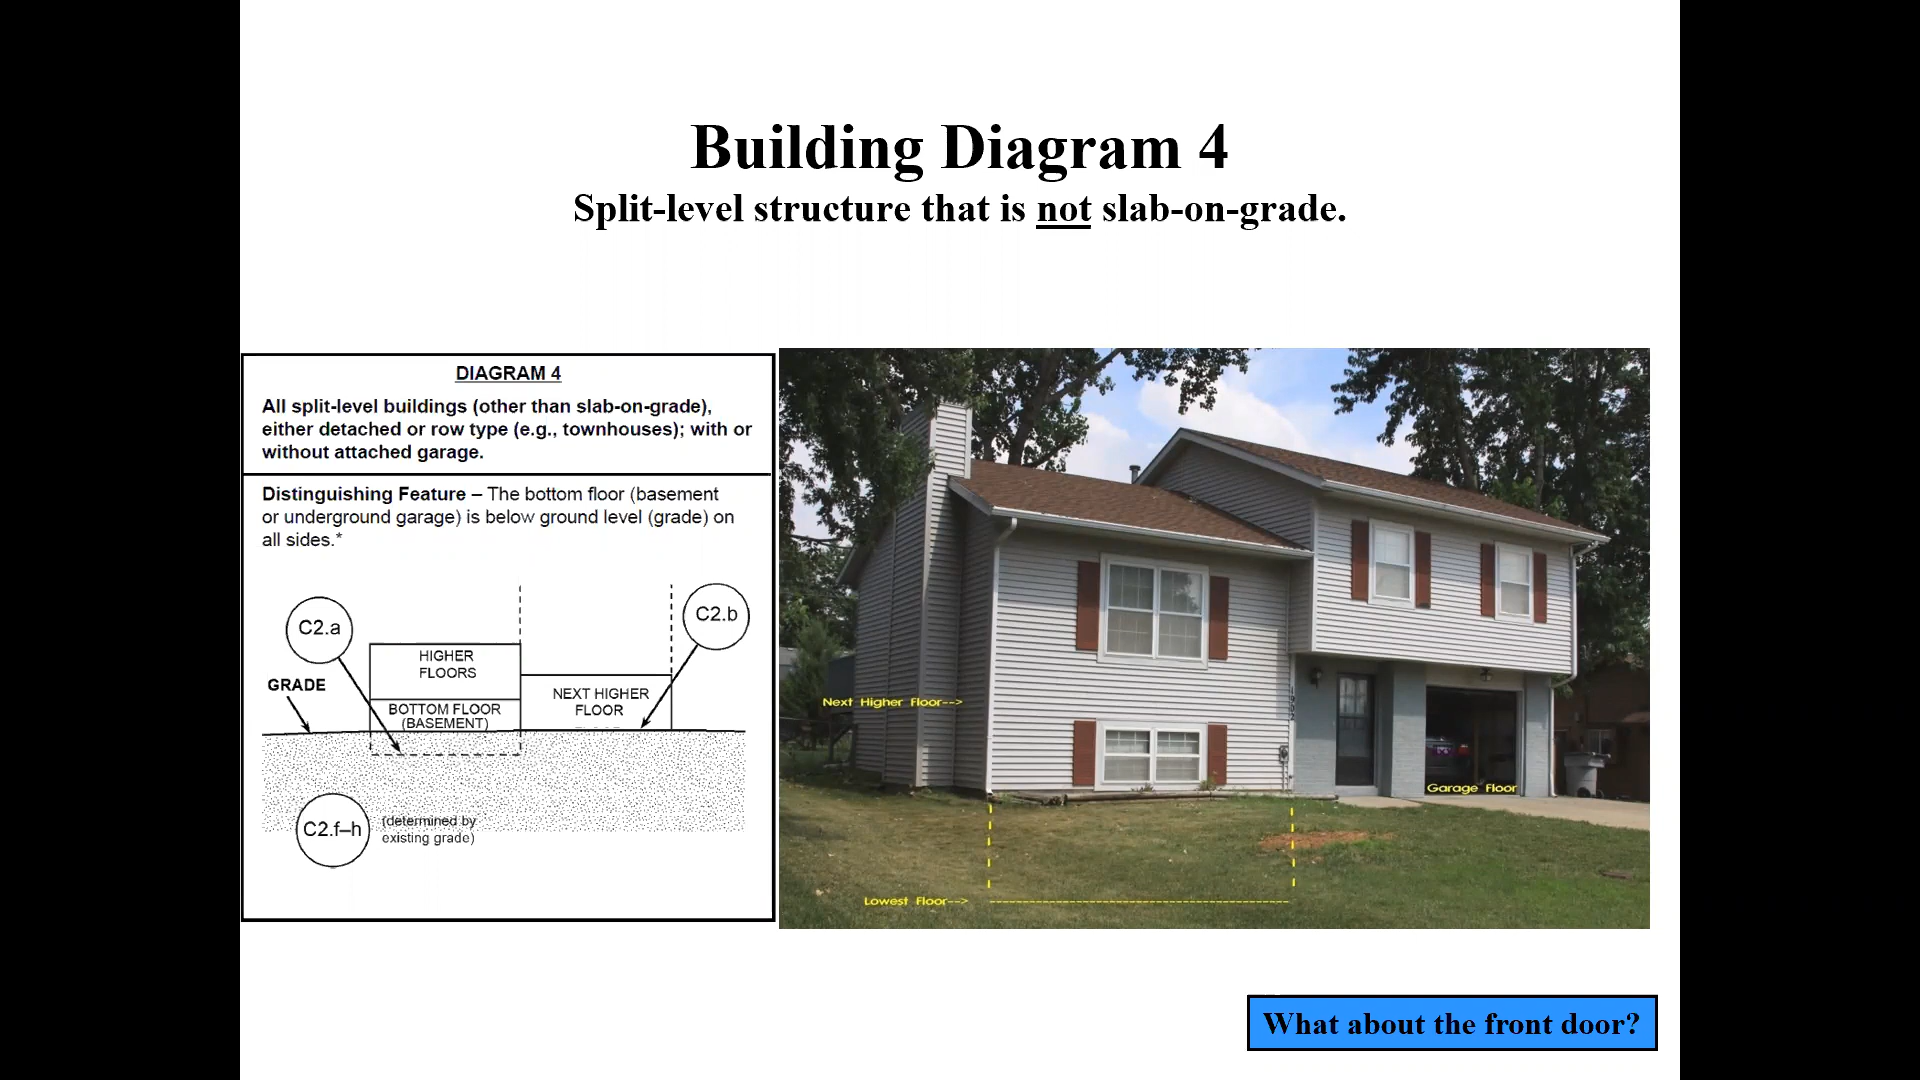 Building Diagram 4
Split-level structure that is not slab-on-grade.
DIAGRAM 4
All split-level buildings (other than slab-on-grade),
either detached or row type (e.g., townhouses); with or
without attached garage.
Distinguishing Feature – The bottom floor (basement
or underground garage) is below ground level (grade) on
all sides.*
C2.a
C2.b
HIGHER
FLOORS
GRADE
NEXT HIGHER
FLOOR
BOTTOM FLOOR
(BASEMENT)
C2.f–h
(determined by
existing grade)
Next Higher Floor-->
1902
Garage Floor
Lowest Floor-->
What about the front door?